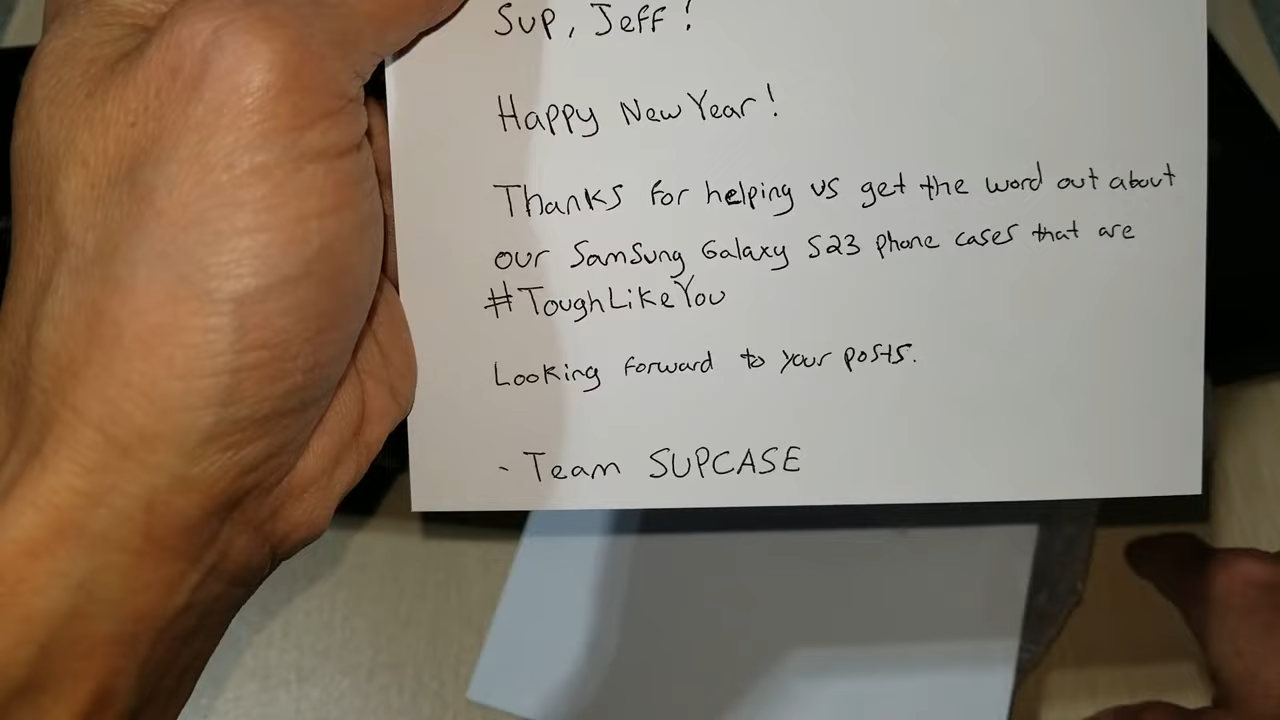 Sup, Jeff!
Happy New Year!
Thanks for helping us get the word out about
our Samsung Galaxy S23 phone cases that are
#ToughLikeYou
Looking forward to your posts.
- Team SUPCASE